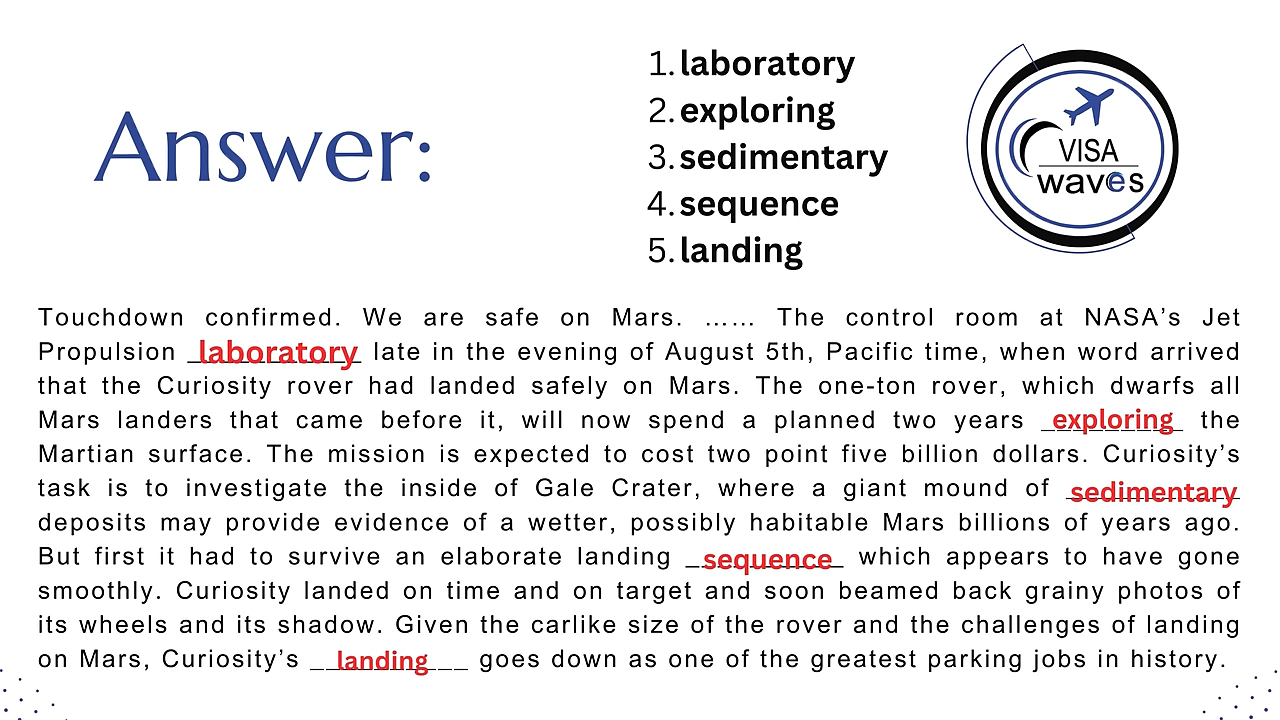 Answer:
1. laboratory
2. exploring
3. sedimentary
4. sequence
5. landing
VISA
waves
Touchdown confirmed. We are safe on Mars. …… The control room at NASA’s Jet
Propulsion laboratory late in the evening of August 5th, Pacific time, when word arrived
that the Curiosity rover had landed safely on Mars. The one-ton rover, which dwarfs all
Mars landers that came before it, will now spend a planned two years exploring the
Martian surface. The mission is expected to cost two point five billion dollars. Curiosity’s
task is to investigate the inside of Gale Crater, where a giant mound of sedimentary
deposits may provide evidence of a wetter, possibly habitable Mars billions of years ago.
But first it had to survive an elaborate landing sequence which appears to have gone
smoothly. Curiosity landed on time and on target and soon beamed back grainy photos of
its wheels and its shadow. Given the carlike size of the rover and the challenges of landing
on Mars, Curiosity’s landing goes down as one of the greatest parking jobs in history.